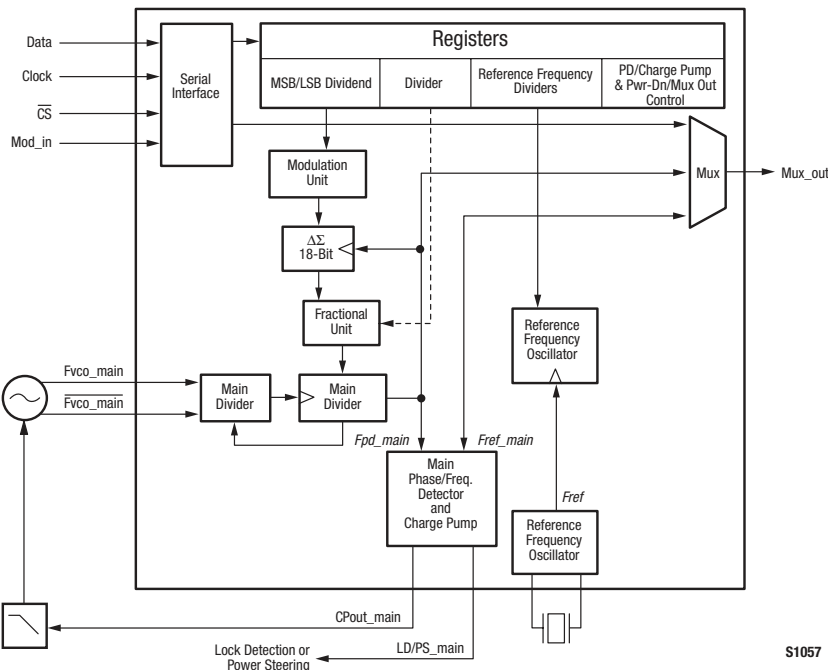 Registers
MSB/LSB Dividend
Divider
Reference Frequency
Dividers
PD/Charge Pump
& Pwr-Dn/Mux Out
Control
Data
Clock
C̅S̅
Mod_in
Serial
Interface
Mux
Mux_out
Modulation
Unit
ΔΣ
18-Bit
Fractional
Unit
Reference
Frequency
Oscillator
Fvco_main
F̅v̅c̅o̅_̅m̅a̅i̅n̅
Main
Divider
Main
Divider
Fpd_main
Fref_main
Main
Phase/Freq.
Detector
and
Charge Pump
Fref
Reference
Frequency
Oscillator
CPout_main
Lock Detection or
Power Steering
LD/PS_main
S1057